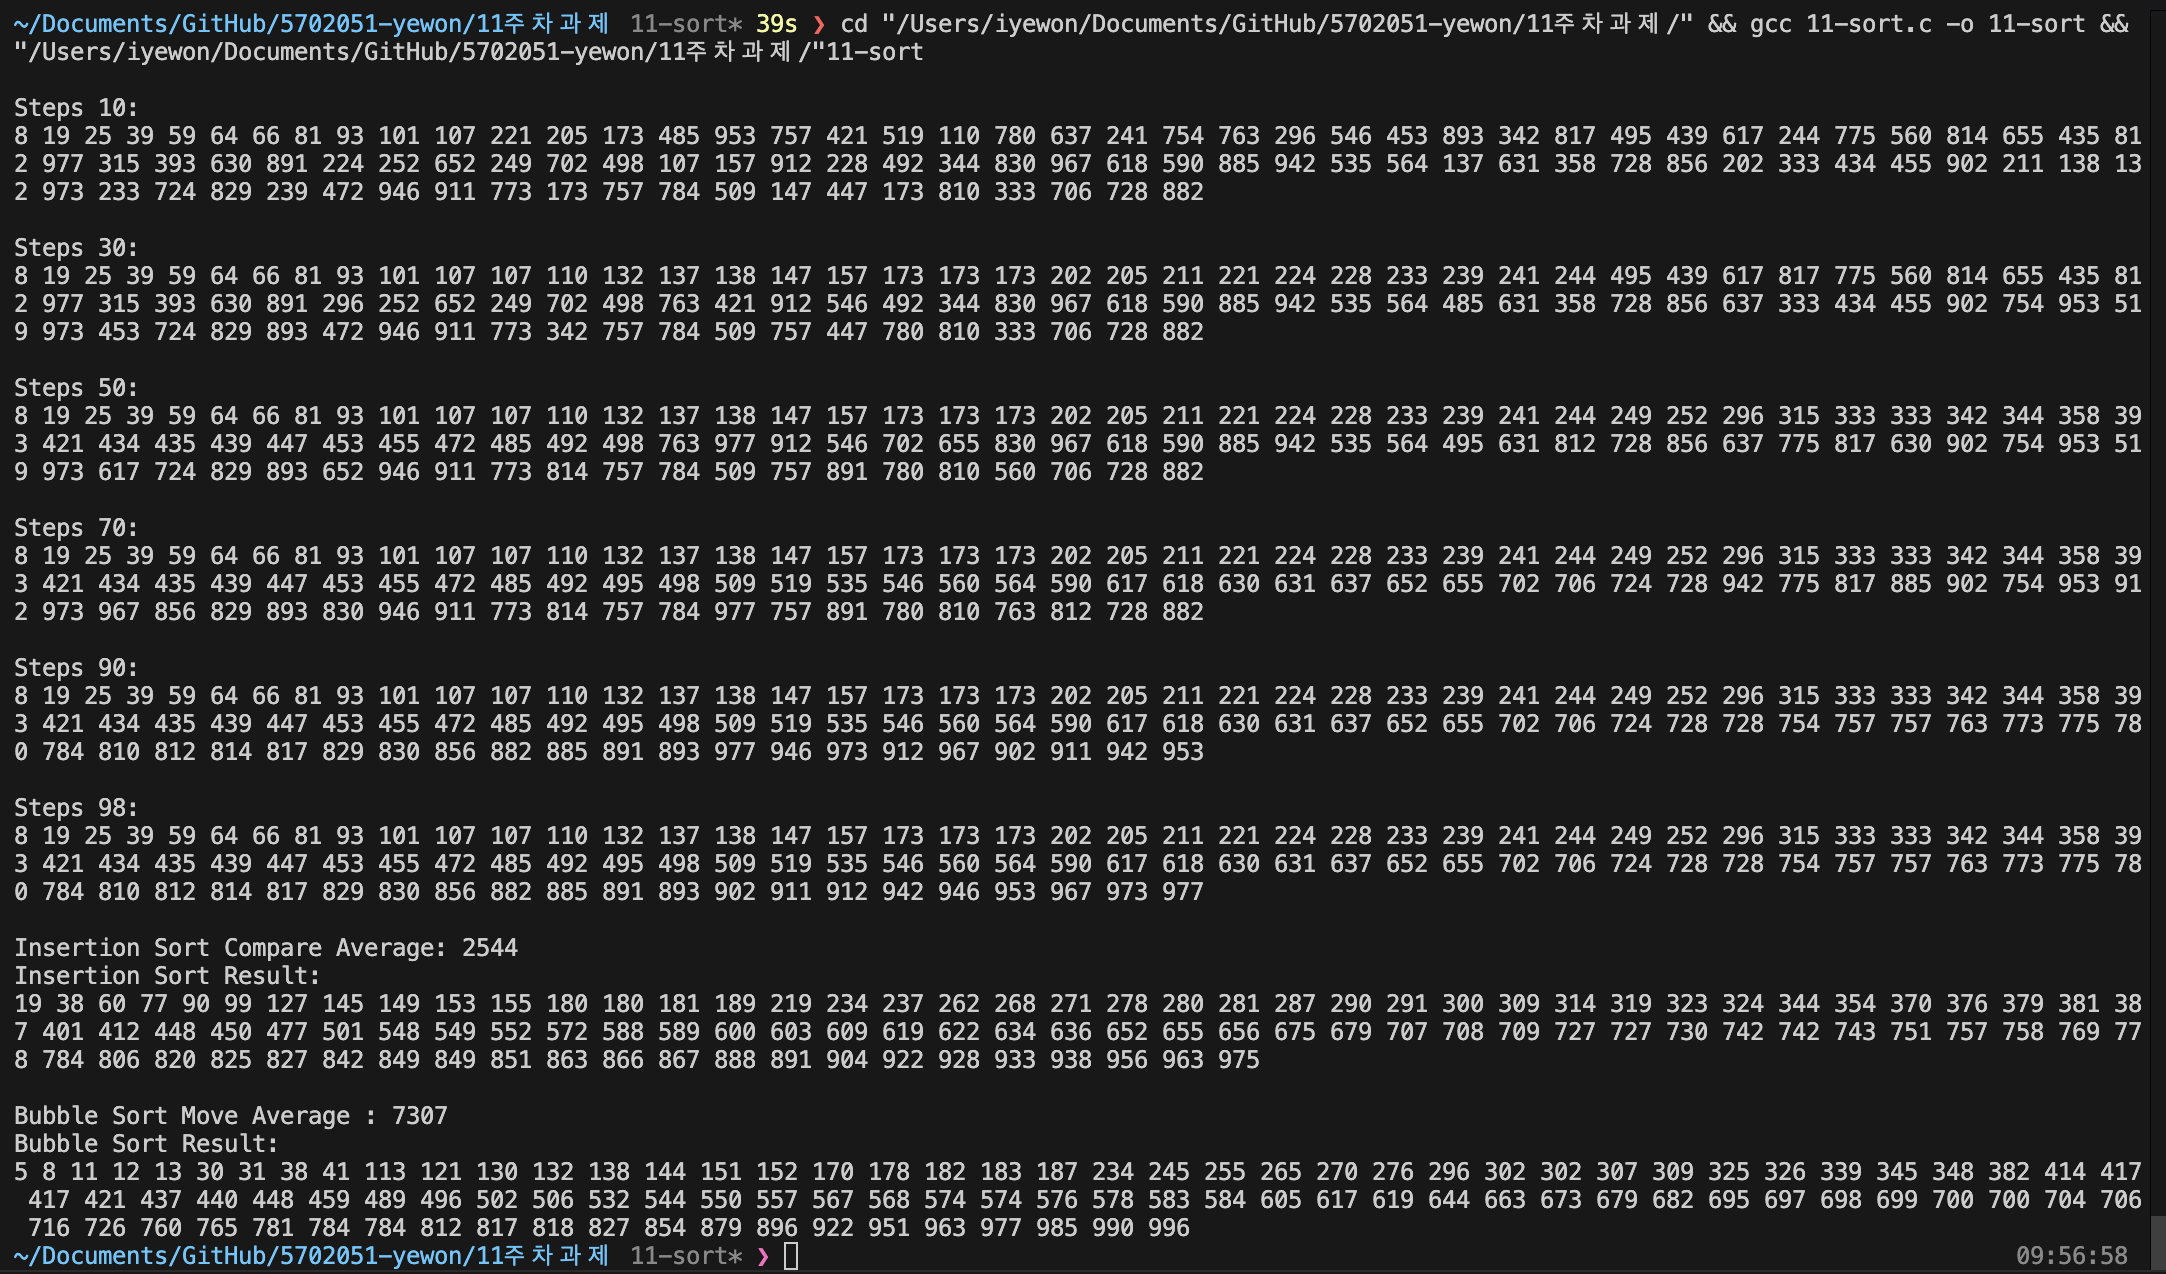 ~/Documents/GitHub/5702051-yewon/11주차과제 11-sort* 39s ❯ cd "/Users/iyewon/Documents/GitHub/5702051-yewon/11주차과제/" && gcc 11-sort.c -o 11-sort &&
"/Users/iyewon/Documents/GitHub/5702051-yewon/11주차과제/"11-sort
Steps 10:
8 19 25 39 59 64 66 81 93 101 107 221 205 173 485 953 757 421 519 110 780 637 241 754 763 296 546 453 893 342 817 495 439 617 244 775 560 814 655 435 81
2 977 315 393 630 891 224 252 652 249 702 498 107 157 912 228 492 344 830 967 618 590 885 942 535 564 137 631 358 728 856 202 333 434 455 902 211 138 13
2 973 233 724 829 239 472 946 911 773 173 757 784 509 147 447 173 810 333 706 728 882
Steps 30:
8 19 25 39 59 64 66 81 93 101 107 107 110 132 137 138 147 157 173 173 173 202 205 211 221 224 228 233 239 241 244 495 439 617 817 775 560 814 655 435 81
2 977 315 393 630 891 296 252 652 249 702 498 763 421 912 546 492 344 830 967 618 590 885 942 535 564 485 631 358 728 856 637 333 434 455 902 754 953 51
9 973 453 724 829 893 472 946 911 773 342 757 784 509 757 447 780 810 333 706 728 882
Steps 50:
8 19 25 39 59 64 66 81 93 101 107 107 110 132 137 138 147 157 173 173 173 202 205 211 221 224 228 233 239 241 244 249 252 296 315 333 333 342 344 358 39
3 421 434 435 439 447 453 455 472 485 492 498 763 977 912 546 702 655 830 967 618 590 885 942 535 564 495 631 812 728 856 637 775 817 630 902 754 953 51
9 973 617 724 829 893 652 946 911 773 814 757 784 509 757 891 780 810 560 706 728 882
Steps 70:
8 19 25 39 59 64 66 81 93 101 107 107 110 132 137 138 147 157 173 173 173 202 205 211 221 224 228 233 239 241 244 249 252 296 315 333 333 342 344 358 39
3 421 434 435 439 447 453 455 472 485 492 495 498 509 519 535 546 560 564 590 617 618 630 631 637 652 655 702 706 724 728 942 775 817 885 902 754 953 91
2 973 967 856 829 893 830 946 911 773 814 757 784 977 757 891 780 810 763 812 728 882
Steps 90:
8 19 25 39 59 64 66 81 93 101 107 107 110 132 137 138 147 157 173 173 173 202 205 211 221 224 228 233 239 241 244 249 252 296 315 333 333 342 344 358 39
3 421 434 435 439 447 453 455 472 485 492 495 498 509 519 535 546 560 564 590 617 618 630 631 637 652 655 702 706 724 728 728 754 757 757 763 773 775 78
0 784 810 812 814 817 829 830 856 882 885 891 893 977 946 973 912 967 902 911 942 953
Steps 98:
8 19 25 39 59 64 66 81 93 101 107 107 110 132 137 138 147 157 173 173 173 202 205 211 221 224 228 233 239 241 244 249 252 296 315 333 333 342 344 358 39
3 421 434 435 439 447 453 455 472 485 492 495 498 509 519 535 546 560 564 590 617 618 630 631 637 652 655 702 706 724 728 728 754 757 757 763 773 775 78
0 784 810 812 814 817 829 830 856 882 885 891 893 902 911 912 942 946 953 967 973 977
Insertion Sort Compare Average: 2544
Insertion Sort Result:
19 38 60 77 90 99 127 145 149 153 155 180 180 181 189 219 234 237 262 268 271 278 280 281 287 290 291 300 309 314 319 323 324 344 354 370 376 379 381 38
7 401 412 448 450 477 501 548 549 552 572 588 589 600 603 609 619 622 634 636 652 655 656 675 679 707 708 709 727 727 730 742 742 743 751 757 758 769 77
8 784 806 820 825 827 842 849 849 851 863 866 867 888 891 904 922 928 933 938 956 963 975
Bubble Sort Move Average : 7307
Bubble Sort Result:
5 8 11 12 13 30 31 38 41 113 121 130 132 138 144 151 152 170 178 182 183 187 234 245 255 265 270 276 296 302 302 307 309 325 326 339 345 348 382 414 417
417 421 437 440 448 459 489 496 502 506 532 544 550 557 567 568 574 574 576 578 583 584 605 617 619 644 663 673 679 682 695 697 698 699 700 700 704 706
716 726 760 765 781 784 784 812 817 818 827 854 879 896 922 951 963 977 985 990 996
~/Documents/GitHub/5702051-yewon/11주차과제 11-sort* ❯ 09:56:58